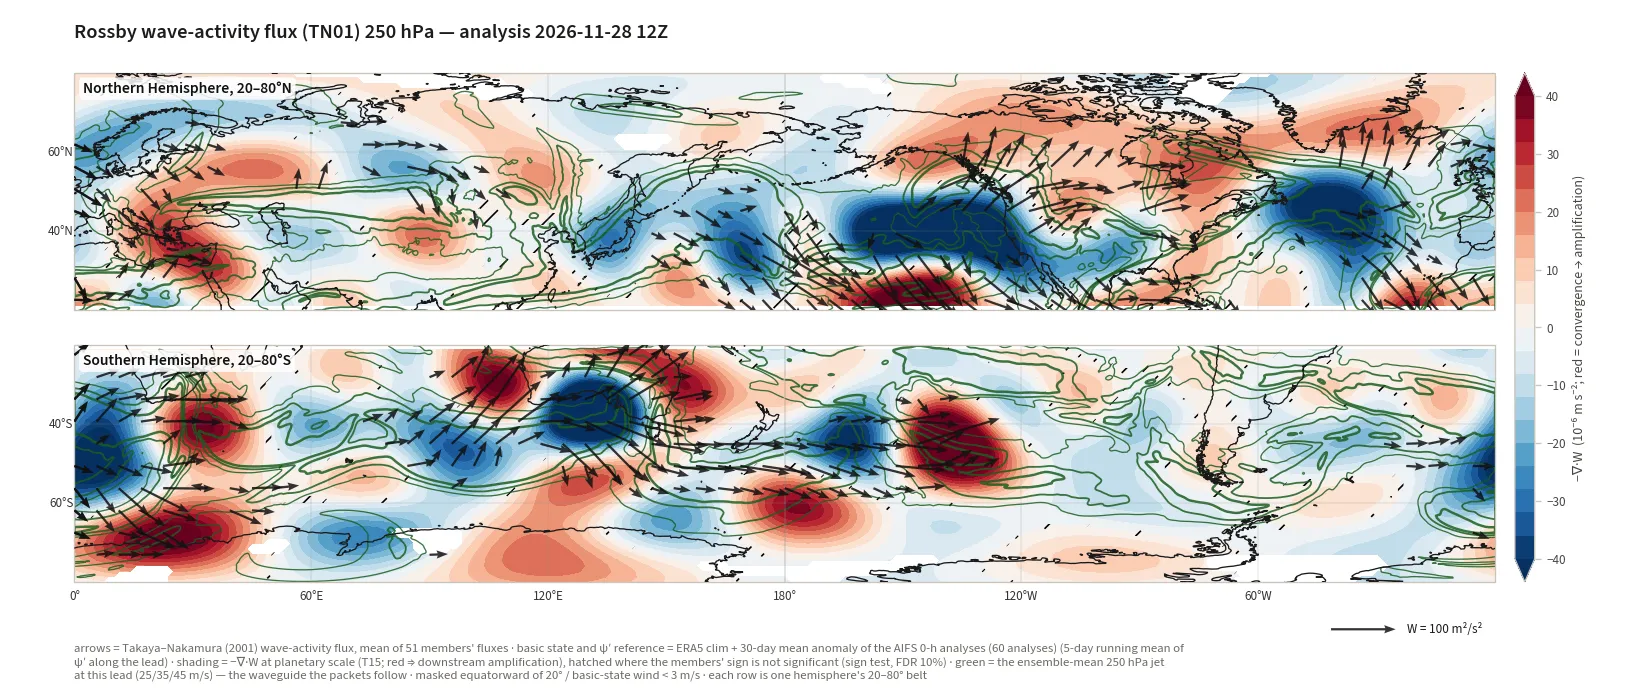 Rossby wave-activity flux (TN01) 250 hPa — analysis 2026-11-28 12Z
Northern Hemisphere, 20–80°N
60°N
40°N
Southern Hemisphere, 20–80°S
40°S
60°S
0°
60°E
120°E
180°
120°W
60°W
40
30
20
10
0
−10
−20
−30
−40
−∇·W (10⁻⁶ m s⁻²; red = convergence → amplification)
W = 100 m²/s²
arrows = Takaya–Nakamura (2001) wave-activity flux, mean of 51 members' fluxes · basic state and ψ' reference = ERA5 clim + 30-day mean anomaly of the AIFS 0-h analyses (60 analyses) (5-day running mean of
ψ' along the lead) · shading = −∇·W at planetary scale (T15; red ⇒ downstream amplification), hatched where the members' sign is not significant (sign test, FDR 10%) · green = the ensemble-mean 250 hPa jet
at this lead (25/35/45 m/s) — the waveguide the packets follow · masked equatorward of 20° / basic-state wind < 3 m/s · each row is one hemisphere's 20–80° belt